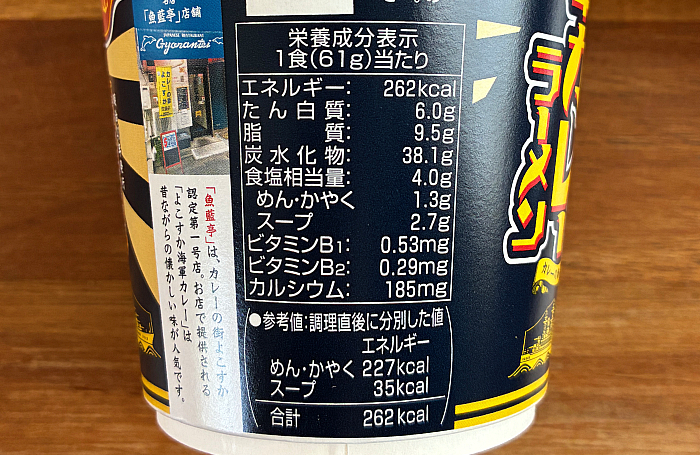 「魚藍亭」店舗
JAPANESE RESTAURANT
Gyorantei
「魚藍亭」は、カレーの街よこすか
認定第一号店。お店で提供される
「よこすか海軍カレー」は
昔ながらの懐かしい味が人気です。
栄養成分表示
1食(61g)当たり
エネルギー: 262kcal
たん白質: 6.0g
脂質: 9.5g
炭水化物: 38.1g
食塩相当量: 4.0g
めん・かやく 1.3g
スープ 2.7g
ビタミンB1: 0.53mg
ビタミンB2: 0.29mg
カルシウム: 185mg
●参考値:調理直後に分別した値
エネルギー
めん・かやく 227kcal
スープ 35kcal
合計 262kcal
ラーメン